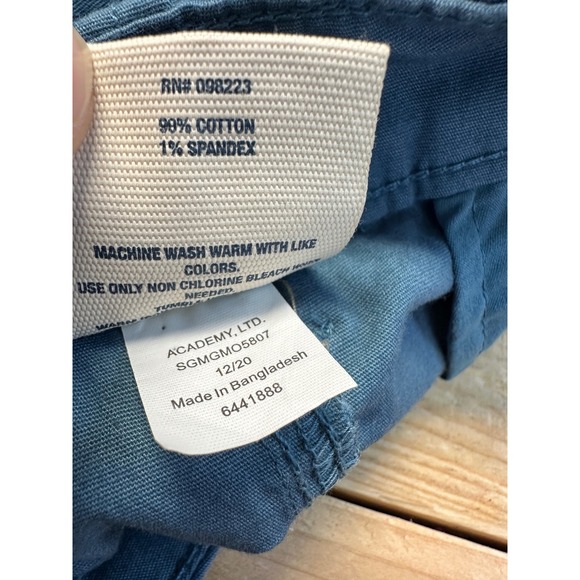 RN# 098223
99% COTTON
1% SPANDEX
MACHINE WASH WARM WITH LIKE
COLORS.
USE ONLY NON CHLORINE BLEACH WHEN
NEEDED.
ACADEMY, LTD.
SGMGMO5807
12/20
Made in Bangladesh
6441888